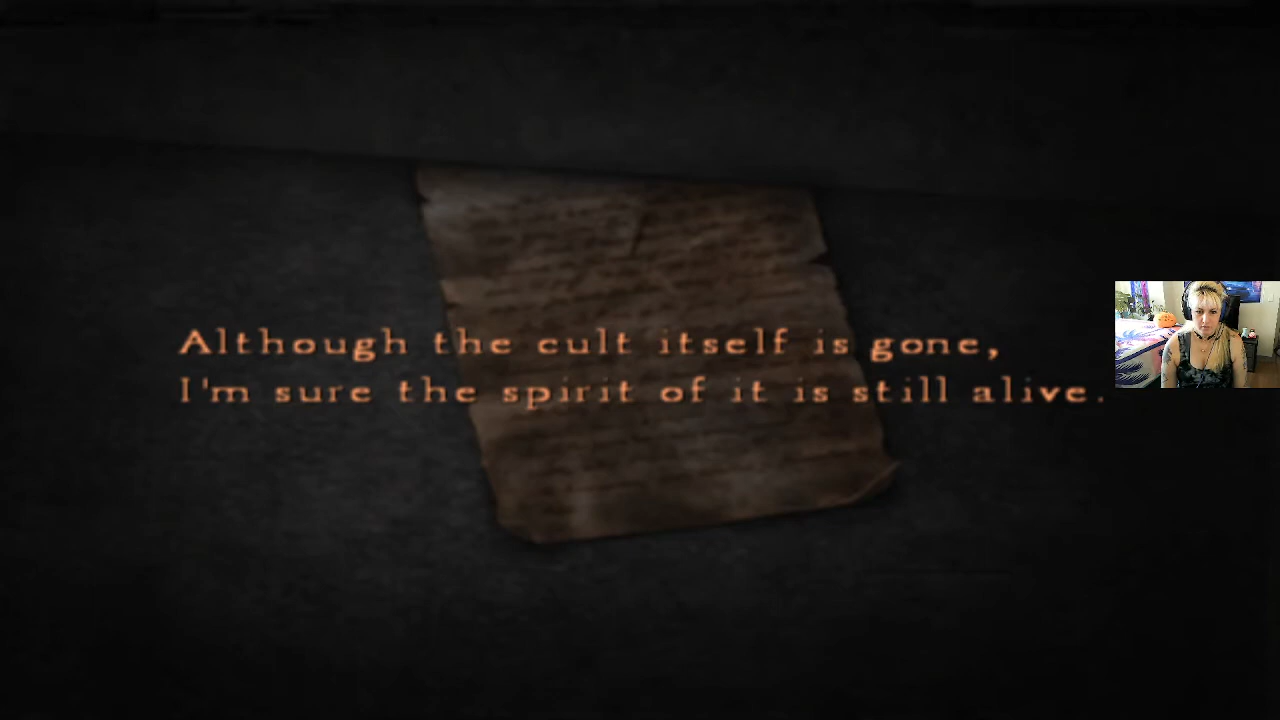 Although the cult itself is gone,
I'm sure the spirit of it is still alive.